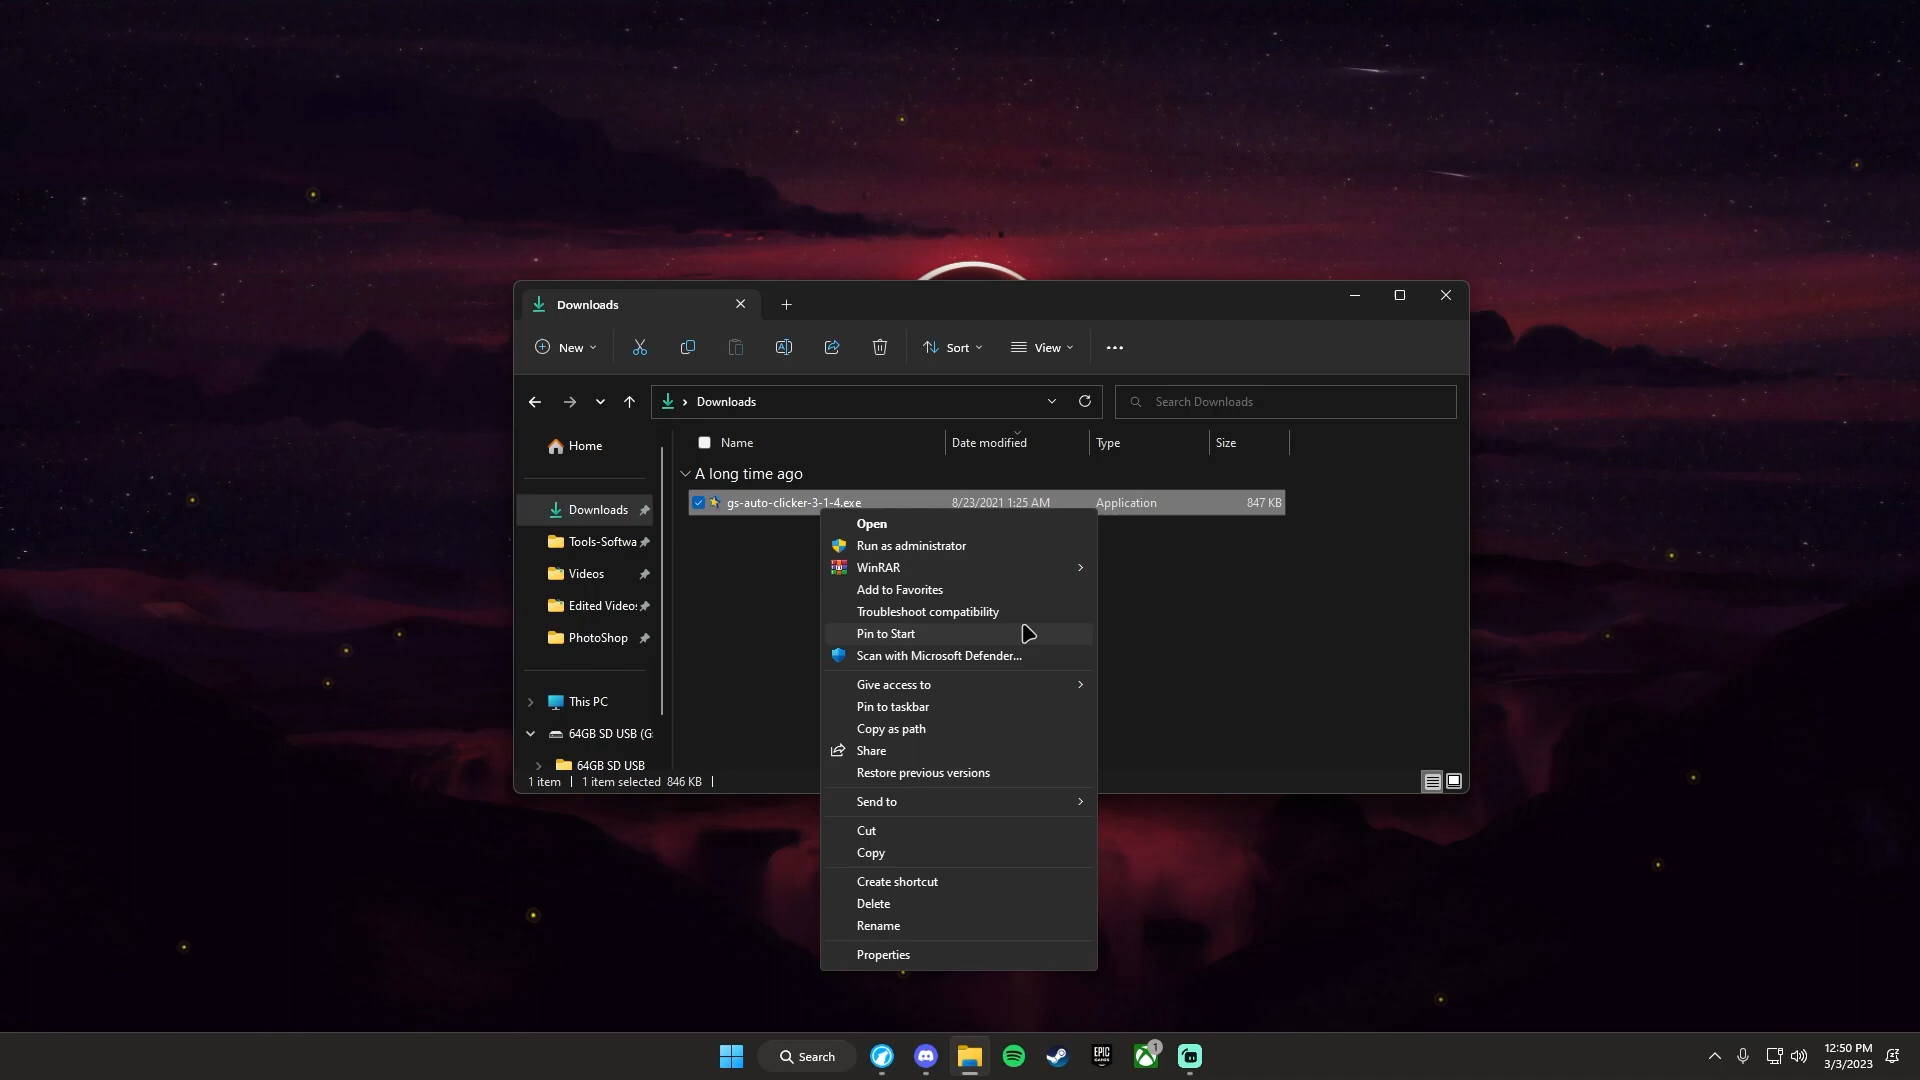 Downloads
New
Sort
View
Downloads
Search Downloads
Home
Downloads
Tools-Softwa
Videos
Edited Videos
PhotoShop
This PC
64GB SD USB (G:
64GB SD USB
Name
Date modified
Type
Size
A long time ago
gs-auto-clicker-3-1-4.exe
8/23/2021 1:25 AM
Application
847 KB
Open
Run as administrator
WinRAR
Add to Favorites
Troubleshoot compatibility
Pin to Start
Scan with Microsoft Defender...
Give access to
Pin to taskbar
Copy as path
Share
Restore previous versions
Send to
Cut
Copy
Create shortcut
Delete
Rename
Properties
1 item
1 item selected 846 KB
Search
EPIC
GAMES
1
12:50 PM
3/3/2023